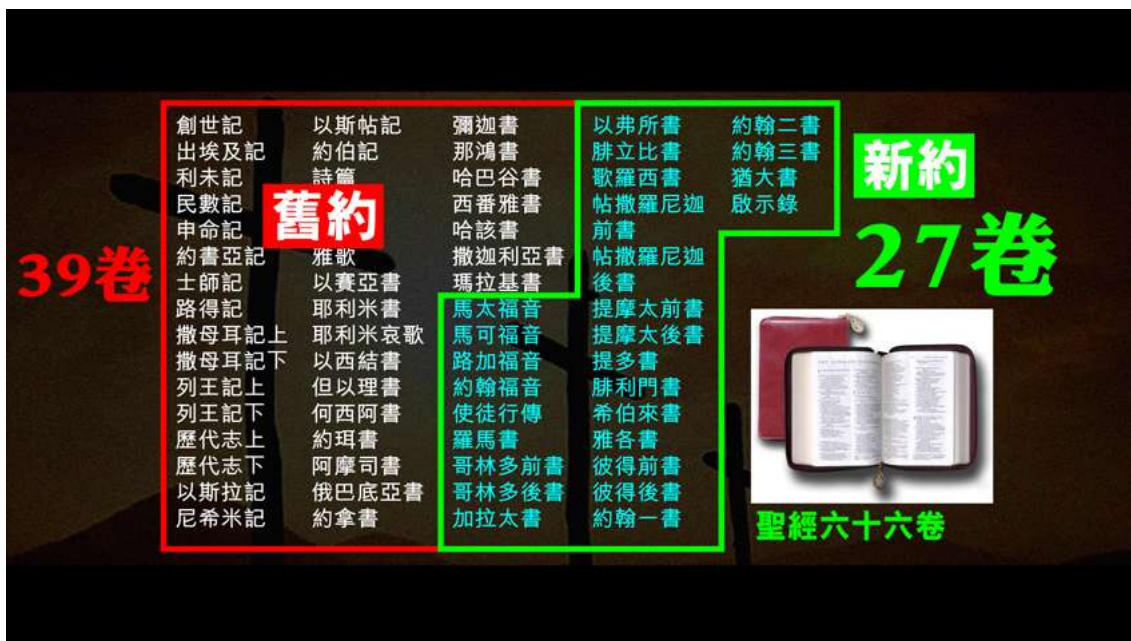 創世記
出埃及記
利未記
民數記
申命記
約書亞記
士師記
路得記
撒母耳記上
撒母耳記下
列王記上
列王記下
歷代志上
歷代志下
以斯拉記
尼希米記
以斯帖記
約伯記
詩篇
雅歌
以賽亞書
耶利米書
耶利米哀歌
以西結書
但以理書
何西阿書
約珥書
阿摩司書
俄巴底亞書
約拿書
彌迦書
那鴻書
哈巴谷書
西番雅書
哈該書
撒迦利亞書
瑪拉基書
馬太福音
馬可福音
路加福音
約翰福音
使徒行傳
羅馬書
哥林多前書
哥林多後書
加拉太書
以弗所書
腓立比書
歌羅西書
帖撒羅尼迦
前書
帖撒羅尼迦
後書
提摩太前書
提摩太後書
提多書
腓利門書
希伯來書
雅各書
彼得前書
彼得後書
約翰一書
約翰二書
約翰三書
猶大書
啟示錄
舊約
39卷
新約
27卷
聖經六十六卷